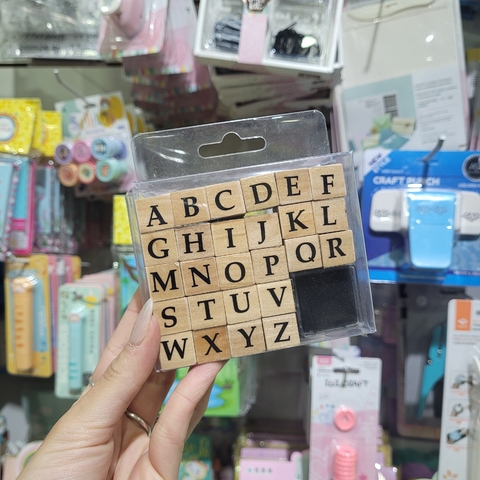 A B C D E F
G H I J K L
M N O P Q R
S T U V
W X Y Z
CRAFT PUNCH